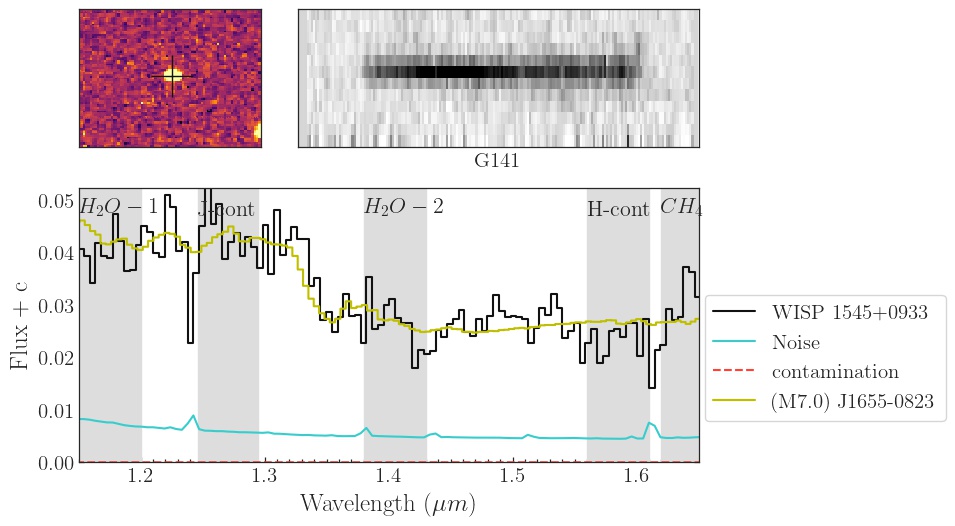 G141
H₂O − 1
J-cont
H₂O − 2
H-cont
CH₄
0.05
0.04
0.03
0.02
0.01
0.00
Flux + c
1.2
1.3
1.4
1.5
1.6
Wavelength (μm)
WISP 1545+0933
Noise
contamination
(M7.0) J1655-0823